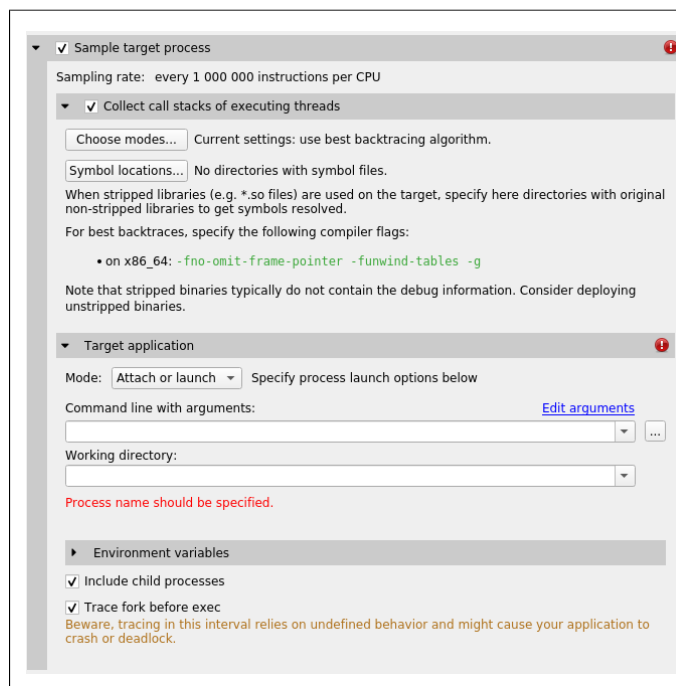 Sample target process
Sampling rate: every 1 000 000 instructions per CPU
Collect call stacks of executing threads
Choose modes... Current settings: use best backtracing algorithm.
Symbol locations... No directories with symbol files.
When stripped libraries (e.g. *.so files) are used on the target, specify here directories with original
non-stripped libraries to get symbols resolved.
For best backtraces, specify the following compiler flags:
• on x86_64: -fno-omit-frame-pointer -funwind-tables -g
Note that stripped binaries typically do not contain the debug information. Consider deploying
unstripped binaries.
Target application
Mode: Attach or launch Specify process launch options below
Command line with arguments: Edit arguments
...
Working directory:
Process name should be specified.
Environment variables
Include child processes
Trace fork before exec
Beware, tracing in this interval relies on undefined behavior and might cause your application to
crash or deadlock.